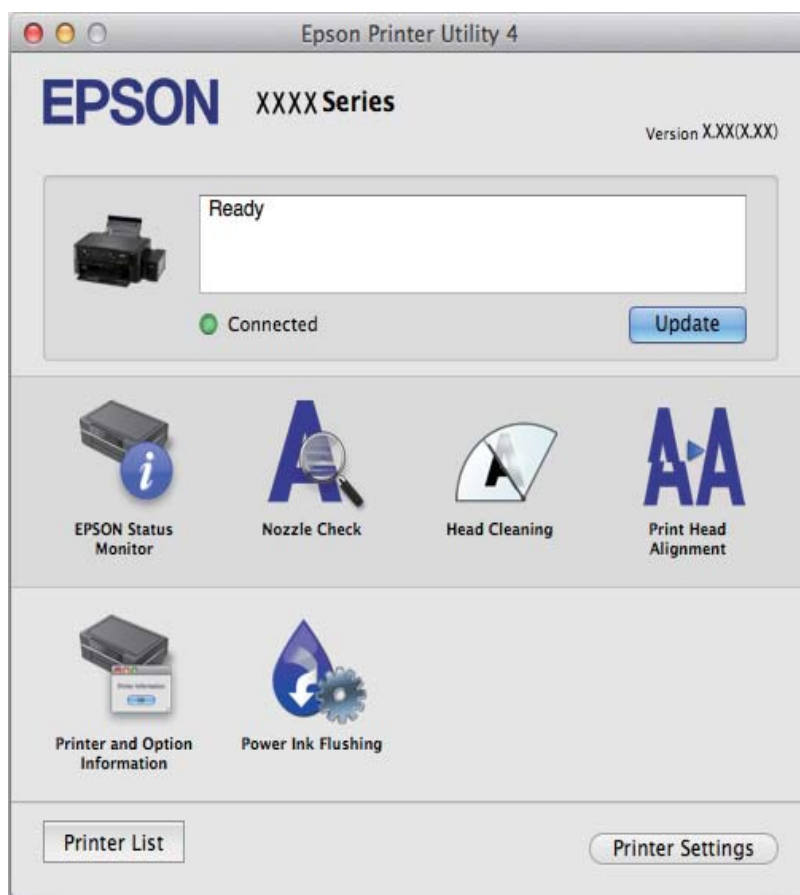 Epson Printer Utility 4
EPSON XXXX Series
Version X.XX(X.XX)
Ready
Connected
Update
EPSON Status
Monitor
Nozzle Check
Head Cleaning
Print Head
Alignment
Printer and Option
Information
Power Ink Flushing
Printer List
Printer Settings